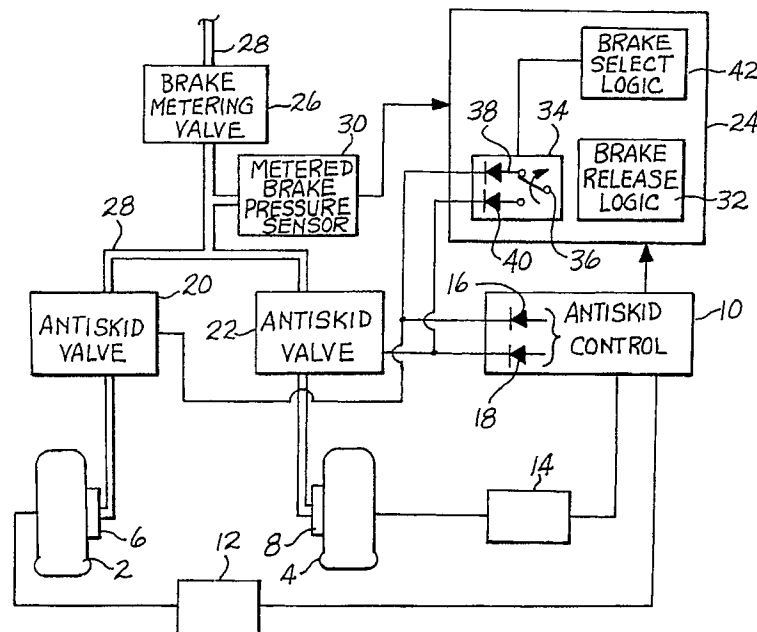 28
BRAKE
METERING
VALVE
26
30
METERED
BRAKE
PRESSURE
SENSOR
BRAKE
SELECT
LOGIC
42
38
34
24
BRAKE
RELEASE
LOGIC
32
40
36
28
20
ANTISKID
VALVE
22
ANTISKID
VALVE
16
ANTISKID
CONTROL
10
18
14
6
2
8
4
12